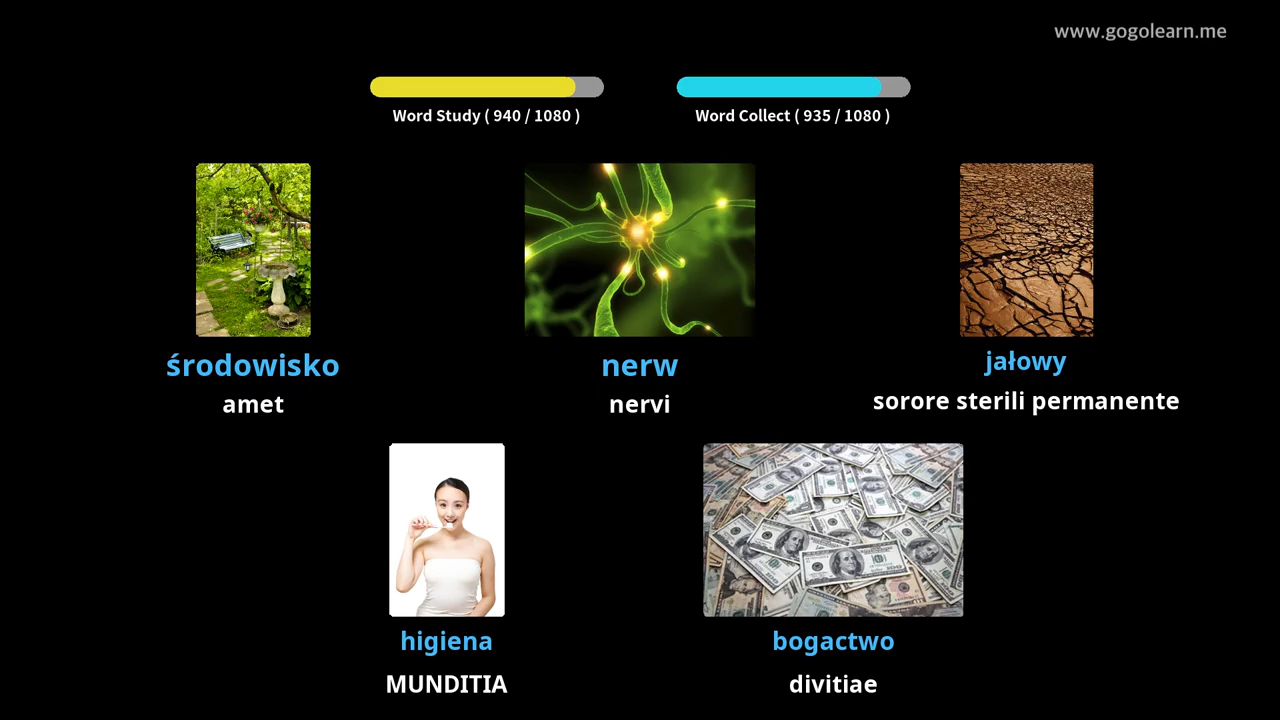 www.gogolearn.me
Word Study ( 940 / 1080 )
Word Collect ( 935 / 1080 )
środowisko
amet
nerw
nervi
jałowy
sorore sterili permanente
higiena
MUNDITIA
bogactwo
divitiae